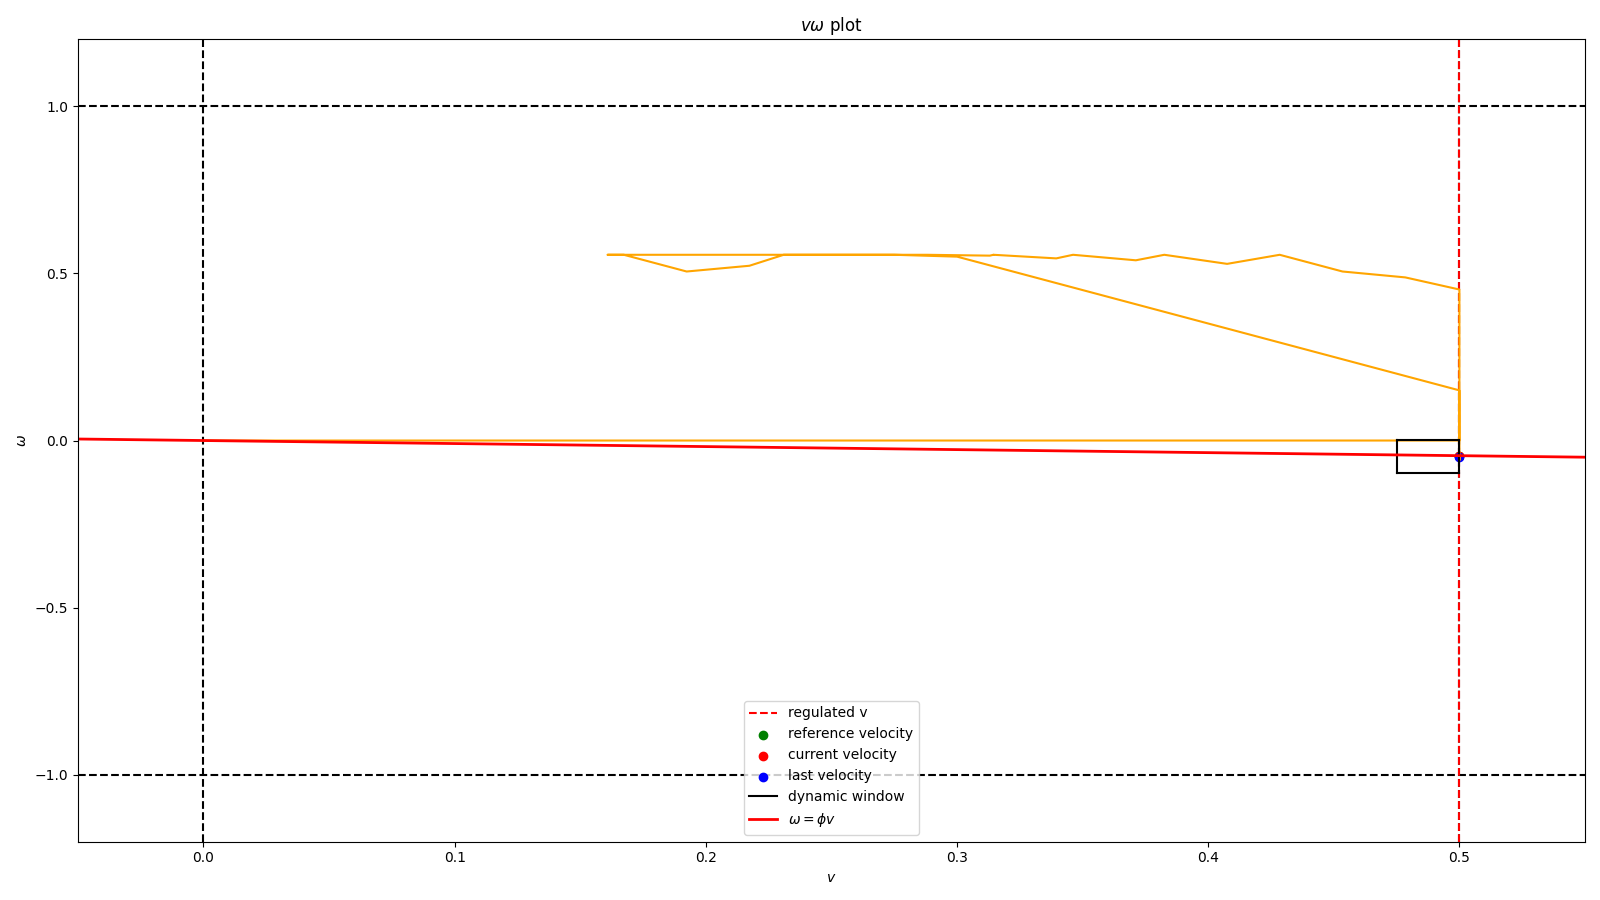 vω plot
1.0
0.5
0.0
−0.5
−1.0
ω
0.0 0.1 0.2 0.3 0.4 0.5
v
regulated v
reference velocity
current velocity
last velocity
dynamic window
ω = ϕv